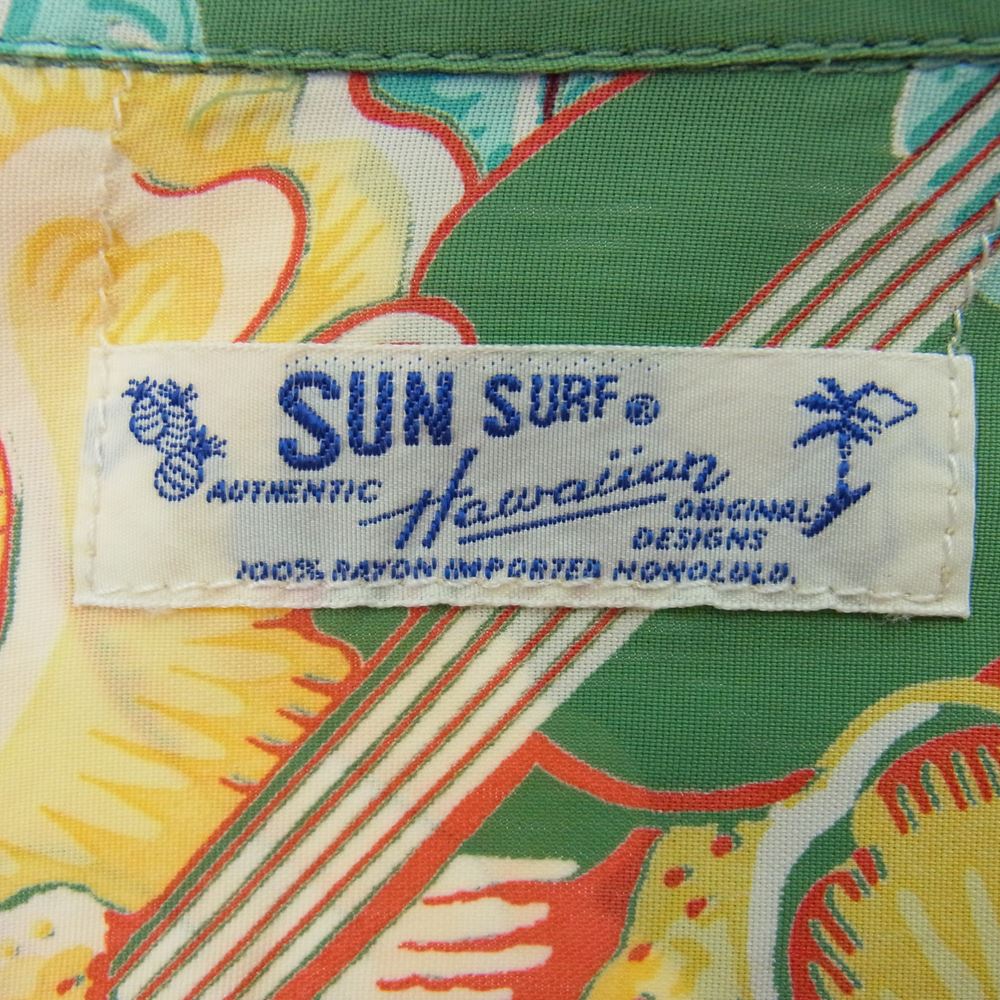 SUN SURF ®
AUTHENTIC Hawaiian ORIGINAL
DESIGNS
100% RAYON IMPORTED HONOLULU.